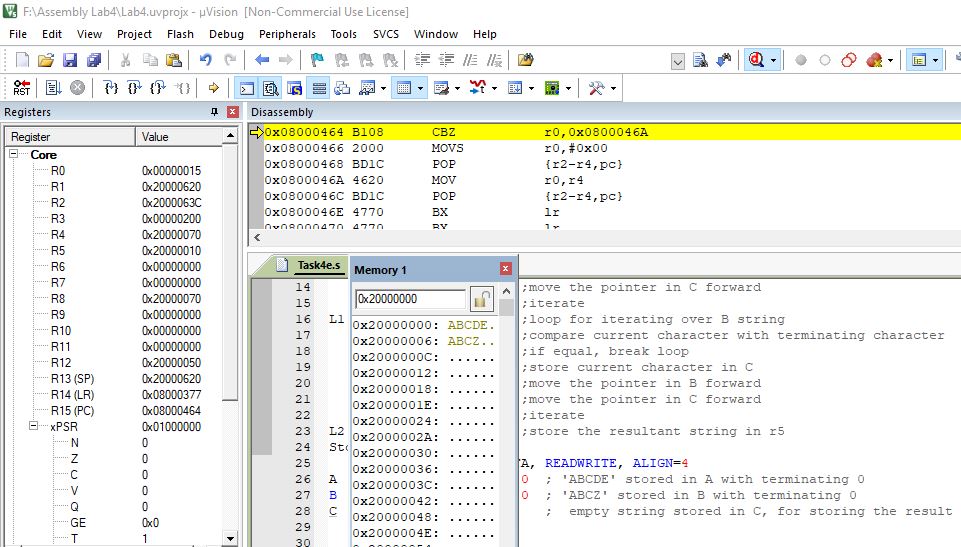 F:\Assembly Lab4\Lab4.uvprojx - µVision [Non-Commercial Use License]
File Edit View Project Flash Debug Peripherals Tools SVCS Window Help
RST
Registers
Register Value
Core
R0 0x00000015
R1 0x20000620
R2 0x2000063C
R3 0x00000200
R4 0x20000070
R5 0x20000010
R6 0x00000000
R7 0x00000000
R8 0x20000070
R9 0x00000000
R10 0x00000000
R11 0x00000000
R12 0x20000050
R13 (SP) 0x20000620
R14 (LR) 0x08000377
R15 (PC) 0x08000464
xPSR 0x01000000
N 0
Z 0
C 0
V 0
Q 0
GE 0x0
T 1
Disassembly
0x08000464 B108 CBZ r0,0x0800046A
0x08000466 2000 MOVS r0,#0x00
0x08000468 BD1C POP {r2-r4,pc}
0x0800046A 4620 MOV r0,r4
0x0800046C BD1C POP {r2-r4,pc}
0x0800046E 4770 BX lr
0x08000470 4770 BX lr
Task4e.s
14 ;move the pointer in C forward
15 ;iterate
16 L1 ;loop for iterating over B string
17 ;compare current character with terminating character
18 ;if equal, break loop
19 ;store current character in C
20 ;move the pointer in B forward
21 ;move the pointer in C forward
22 ;iterate
23 L2 ;store the resultant string in r5
24 Sto
25 A, READWRITE, ALIGN=4
26 A 0 ; 'ABCDE' stored in A with terminating 0
27 B 0 ; 'ABCZ' stored in B with terminating 0
28 C ; empty string stored in C, for storing the result
29
30
Memory 1
0x20000000
0x20000000: ABCDE.
0x20000006: ABCZ..
0x2000000C: ......
0x20000012: ......
0x20000018: ......
0x2000001E: ......
0x20000024: ......
0x2000002A: ......
0x20000030: ......
0x20000036: ......
0x2000003C: ......
0x20000042: ......
0x20000048: ......
0x2000004E: ......